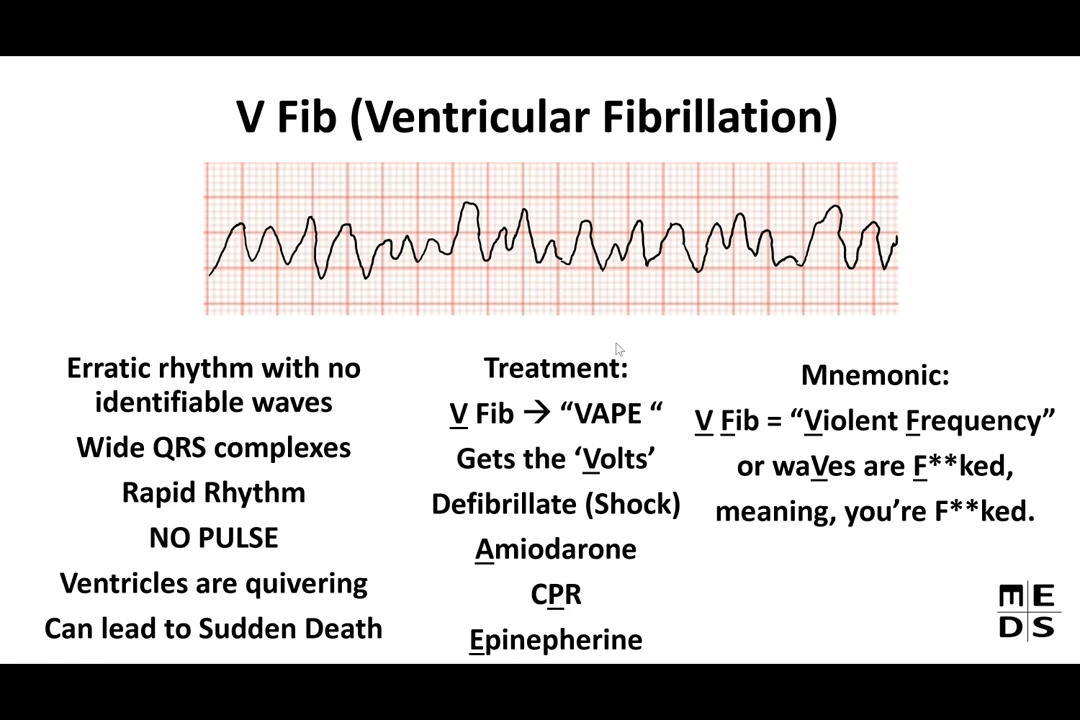 V Fib (Ventricular Fibrillation)
Erratic rhythm with no
identifiable waves
Wide QRS complexes
Rapid Rhythm
NO PULSE
Ventricles are quivering
Can lead to Sudden Death
Treatment:
V Fib → “VAPE “
Gets the ‘Volts’
Defibrillate (Shock)
Amiodarone
CPR
Epinepherine
Mnemonic:
V Fib = “Violent Frequency”
or waVes are F**ked,
meaning, you’re F**ked.
ME
DS